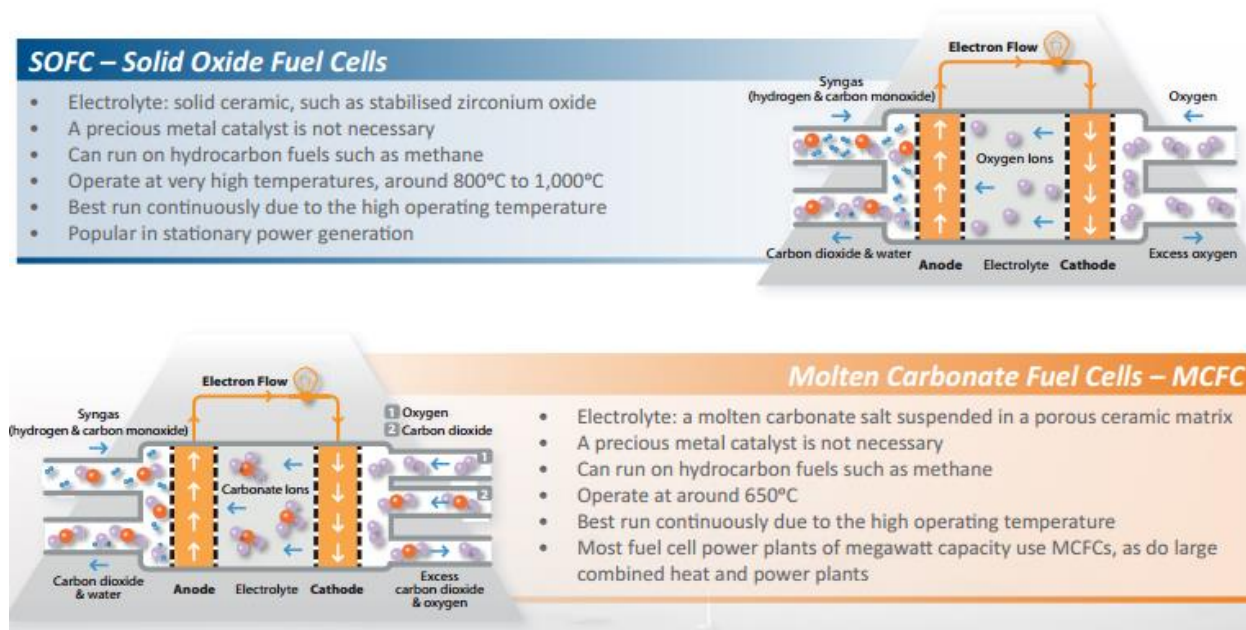 SOFC – Solid Oxide Fuel Cells
• Electrolyte: solid ceramic, such as stabilised zirconium oxide
• A precious metal catalyst is not necessary
• Can run on hydrocarbon fuels such as methane
• Operate at very high temperatures, around 800ºC to 1,000ºC
• Best run continuously due to the high operating temperature
• Popular in stationary power generation
Electron Flow
Syngas
(hydrogen & carbon monoxide)
Oxygen
Oxygen Ions
Carbon dioxide & water
Excess oxygen
Anode Electrolyte Cathode
Molten Carbonate Fuel Cells – MCFC
Electron Flow
Syngas
hydrogen & carbon monoxide)
1 Oxygen
2 Carbon dioxide
1
Carbonate Ions
2
Carbon dioxide
& water
Anode Electrolyte Cathode
Excess
carbon dioxide
& oxygen
• Electrolyte: a molten carbonate salt suspended in a porous ceramic matrix
• A precious metal catalyst is not necessary
• Can run on hydrocarbon fuels such as methane
• Operate at around 650ºC
• Best run continuously due to the high operating temperature
• Most fuel cell power plants of megawatt capacity use MCFCs, as do large
combined heat and power plants